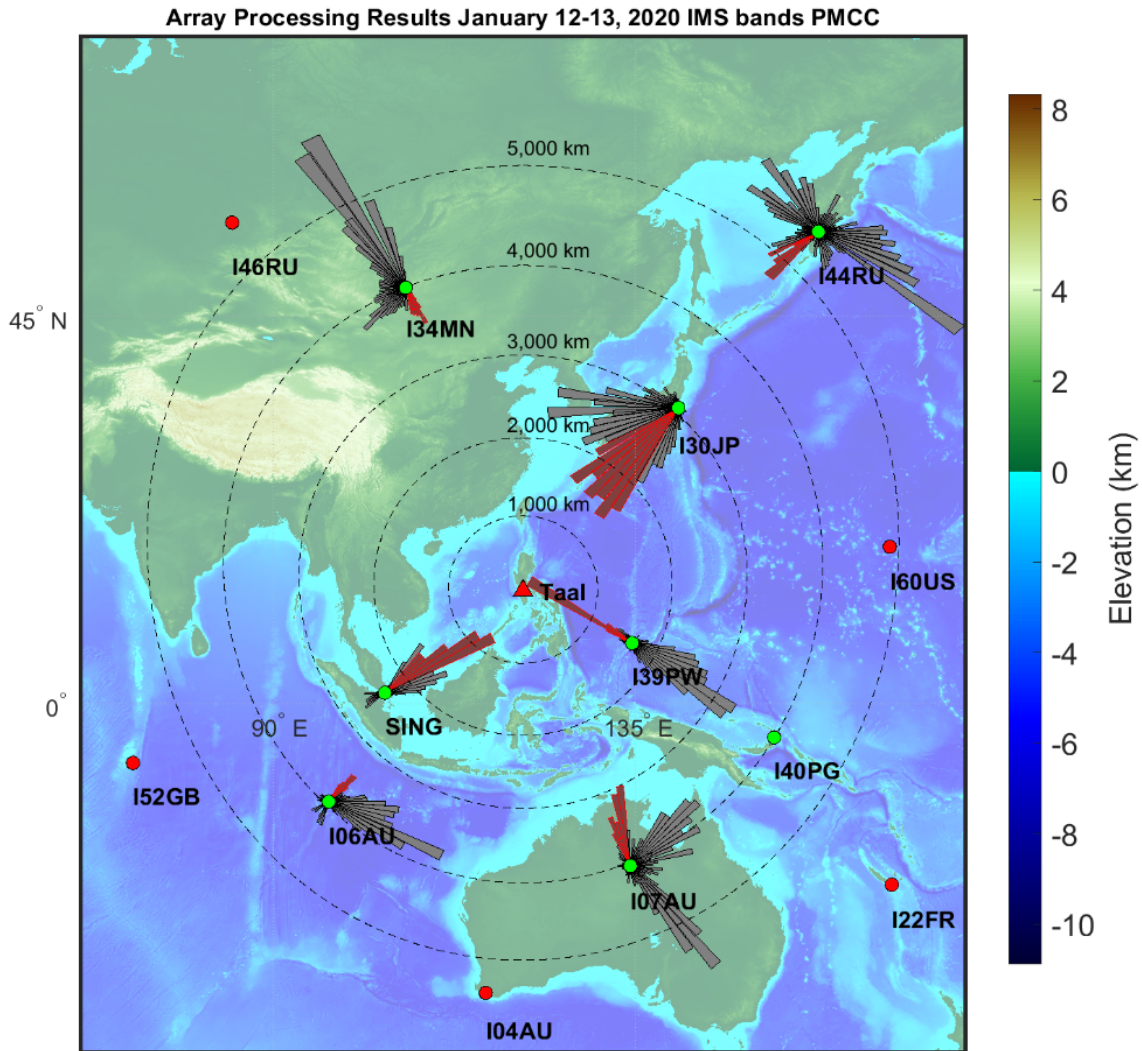 Array Processing Results January 12-13, 2020 IMS bands PMCC
5,000 km
4,000 km
3,000 km
2,000 km
1,000 km
I46RU
I34MN
I44RU
45° N
I30JP
I60US
Taal
I39PW
0°
SING
90° E
135° E
I40PG
I52GB
I06AU
I07AU
I22FR
I04AU
8
6
4
2
0
-2
-4
-6
-8
-10
Elevation (km)